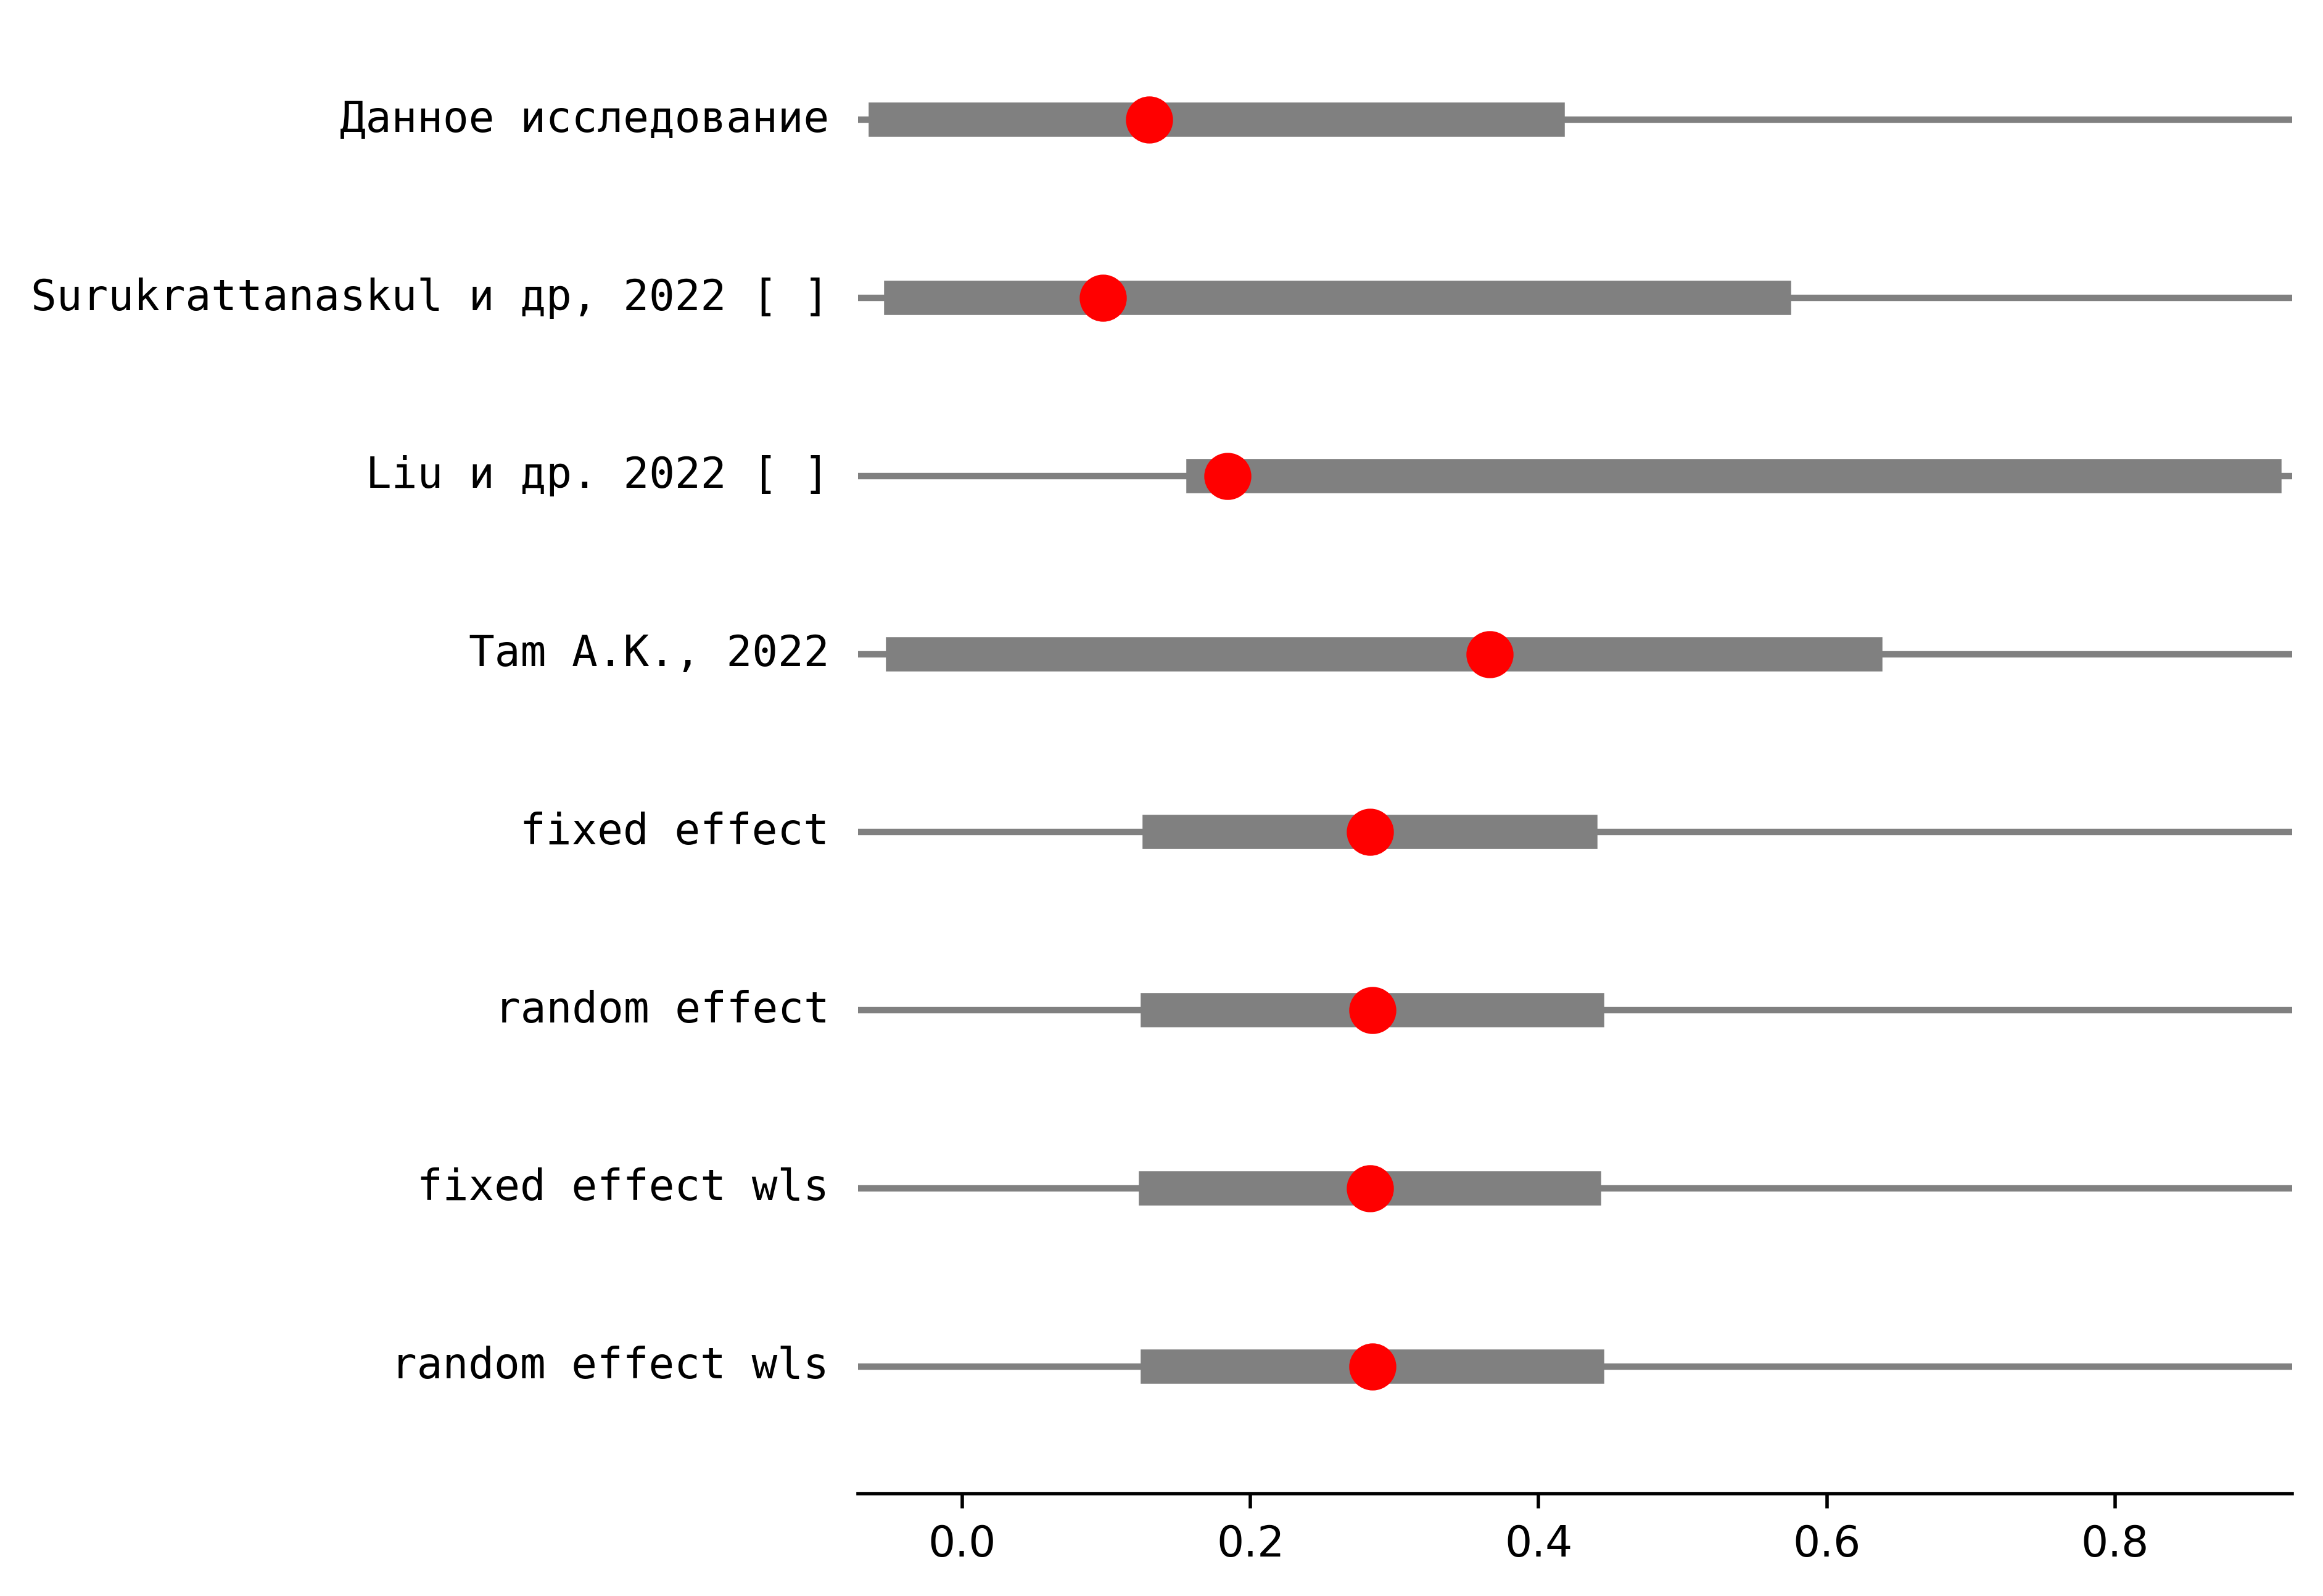 Данное исследование
Surukrattanaskul и др, 2022 [ ]
Liu и др. 2022 [ ]
Tam A.K., 2022
fixed effect
random effect
fixed effect wls
random effect wls
0.0 0.2 0.4 0.6 0.8